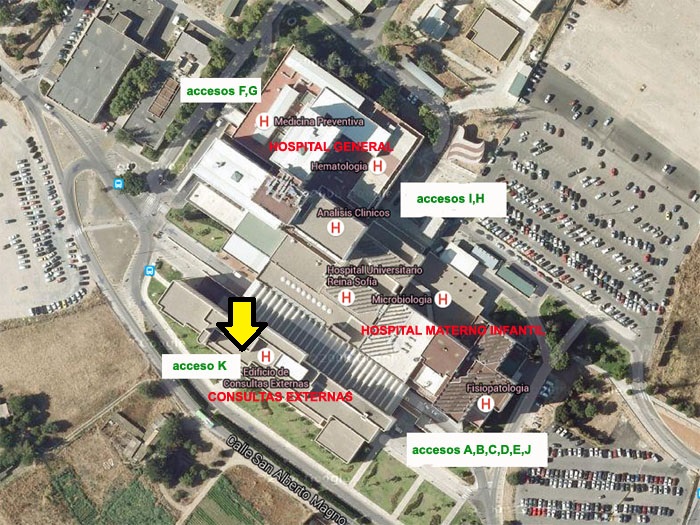 accesos F,G
H Medicina Preventiva
HOSPITAL GENERAL
Hematologia H
accesos I,H
Analisis Clinicos
H
Hospital Universitario
Reina Sofia
H
Microbiologia H
HOSPITAL MATERNO INFANTIL
H
acceso K
Edificio de
Consultas Externas
Fisiopatologia
H
CONSULTAS EXTERNAS
accesos A,B,C,D,E,J
Calle San Alberto Magno